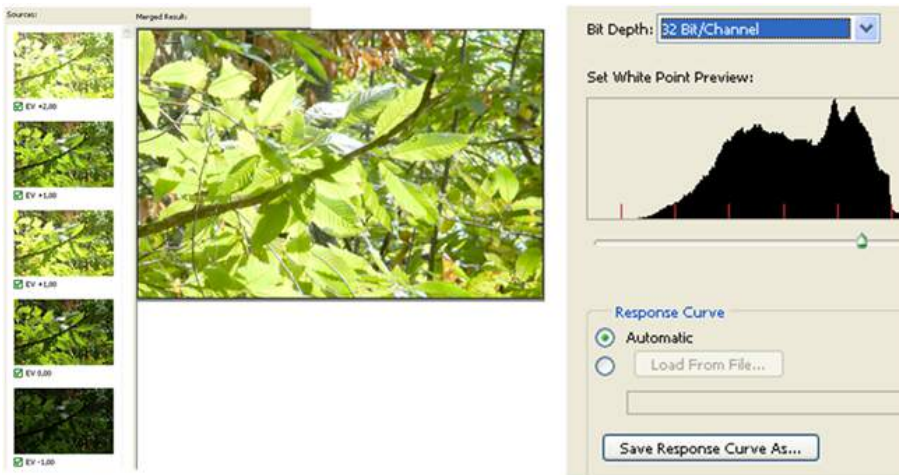 Sources:
Merged Result:
EV +2,00
EV +1,00
EV +1,00
EV 0,00
EV -1,00
Bit Depth: 32 Bit/Channel
Set White Point Preview:
Response Curve
Automatic
Load From File...
Save Response Curve As...